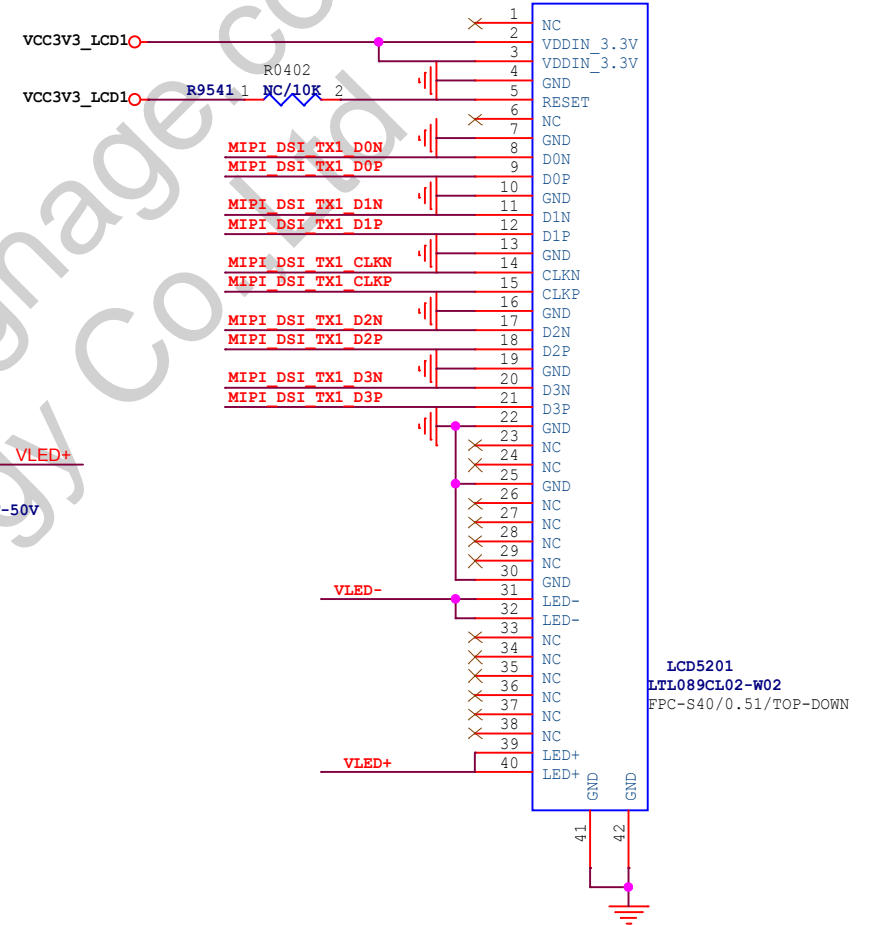 VCC3V3_LCD1
R0402
R9541 1 NC/10K 2
VCC3V3_LCD1
MIPI_DSI_TX1_D0N
MIPI_DSI_TX1_D0P
MIPI_DSI_TX1_D1N
MIPI_DSI_TX1_D1P
MIPI_DSI_TX1_CLKN
MIPI_DSI_TX1_CLKP
MIPI_DSI_TX1_D2N
MIPI_DSI_TX1_D2P
MIPI_DSI_TX1_D3N
MIPI_DSI_TX1_D3P
VLED+
-50V
VLED-
VLED+
1 NC
2 VDDIN_3.3V
3 VDDIN_3.3V
4 GND
5 RESET
6 NC
7 GND
8 D0N
9 D0P
10 GND
11 D1N
12 D1P
13 GND
14 CLKN
15 CLKP
16 GND
17 D2N
18 D2P
19 GND
20 D3N
21 D3P
22 GND
23 NC
24 NC
25 GND
26 NC
27 NC
28 NC
29 NC
30 GND
31 LED-
32 LED-
33 NC
34 NC
35 NC
36 NC
37 NC
38 NC
39 LED+
40 LED+
41 GND
42 GND
LCD5201
LTL089CL02-W02
FPC-S40/0.51/TOP-DOWN
gnage.co
gy Co.,Ltd